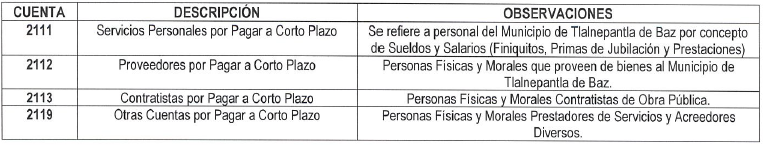 CUENTA DESCRIPCIÓN OBSERVACIONES
2111 Servicios Personales por Pagar a Corto Plazo Se refiere a personal del Municipio de Tlalnepantla de Baz por concepto
de Sueldos y Salarios (Finiquitos, Primas de Jubilación y Prestaciones)
2112 Proveedores por Pagar a Corto Plazo Personas Físicas y Morales que proveen de bienes al Municipio de
Tlalnepantla de Baz.
2113 Contratistas por Pagar a Corto Plazo Personas Físicas y Morales Contratistas de Obra Pública.
2119 Otras Cuentas por Pagar a Corto Plazo Personas Físicas y Morales Prestadores de Servicios y Acreedores
Diversos.